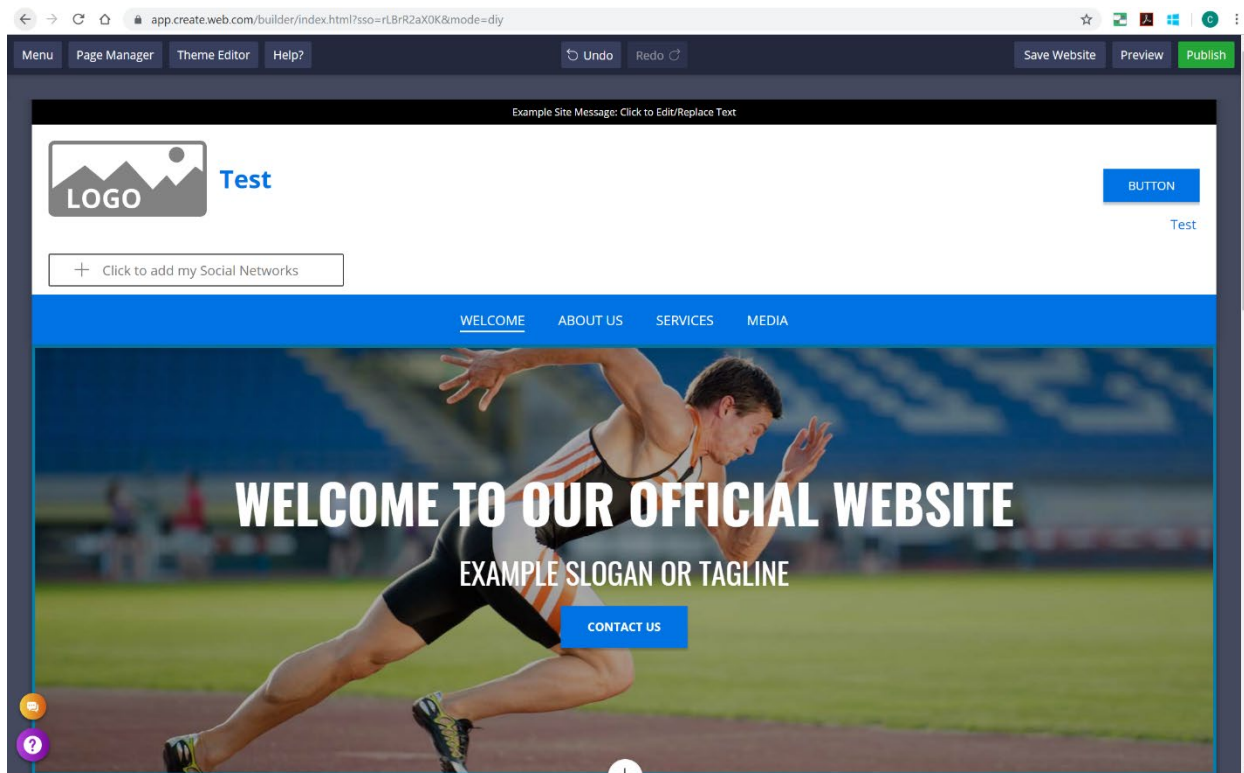 app.create.web.com/builder/index.html?sso=rLBrR2aX0K&mode=diy
C
Menu Page Manager Theme Editor Help? Undo Redo Save Website Preview Publish
Example Site Message: Click to Edit/Replace Text
LOGO
Test
BUTTON
Test
Click to add my Social Networks
WELCOME ABOUT US SERVICES MEDIA
WELCOME TO OUR OFFICIAL WEBSITE
EXAMPLE SLOGAN OR TAGLINE
CONTACT US
?